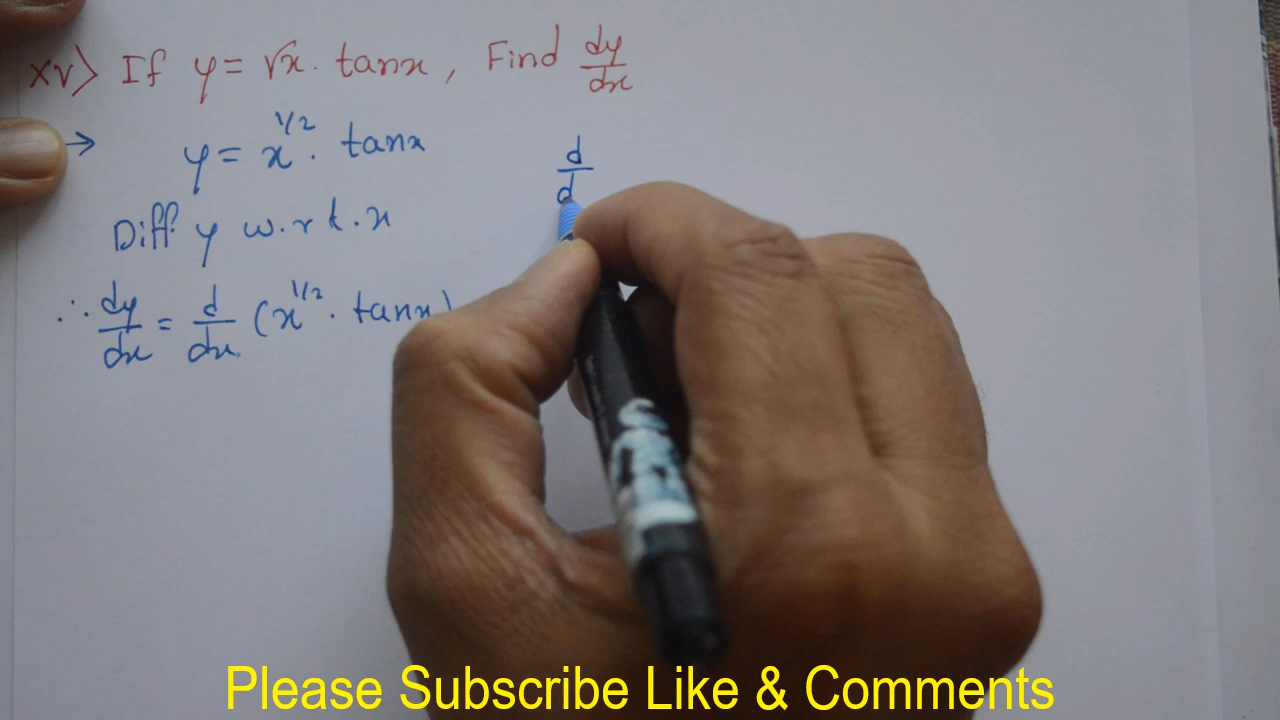 xv) If y = √x . tanx , Find dy/dx
→ y = x^1/2 . tanx
d/d
Diff y w.r.t.x
∴ dy/dx = d/dx (x^1/2 . tanx)
Please Subscribe Like & Comments